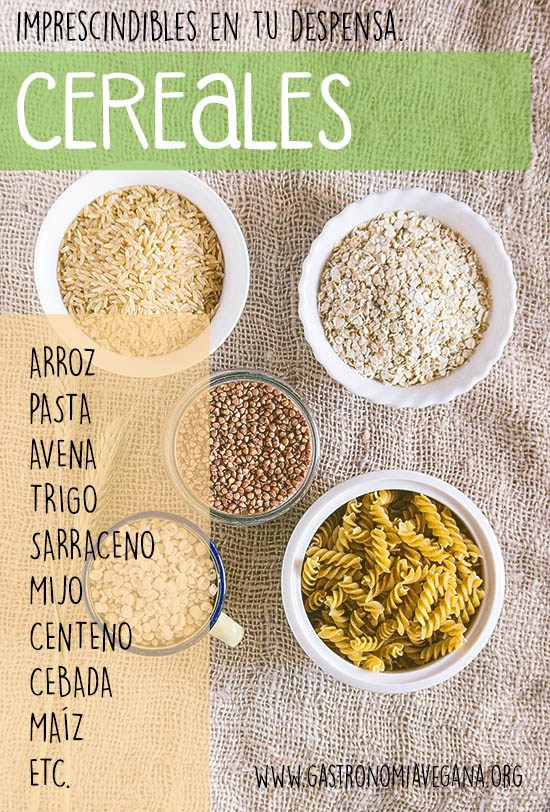 IMPRESCINDIBLES EN TU DESPENSA:
CEREALES
ARROZ
PASTA
AVENA
TRIGO
SARRACENO
MIJO
CENTENO
CEBADA
MAÍZ
ETC.
WWW.GASTRONOMIAVEGANA.ORG